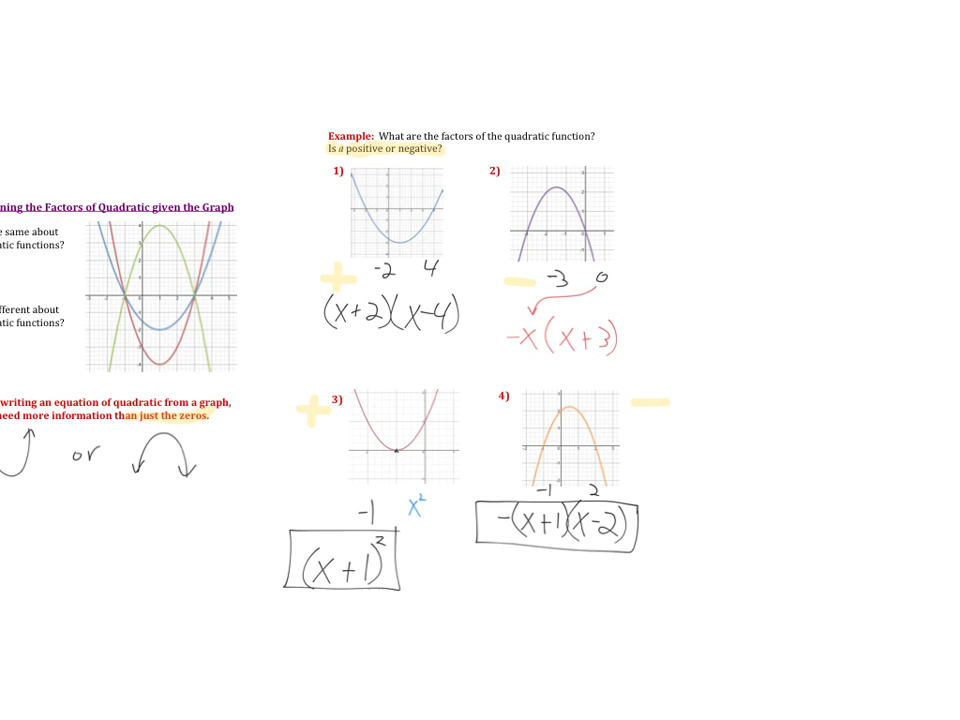 Example: What are the factors of the quadratic function?
Is a positive or negative?
1)
2)
ning the Factors of Quadratic given the Graph
e same about
atic functions?
fferent about
atic functions?
+ -2 4
(x+2)(x-4)
- -3 0
-x(x+3)
writing an equation of quadratic from a graph,
need more information than just the zeros.
or
+ 3)
4) -
-1 x²
(x+1)²
-1 2
-(x+1)(x-2)